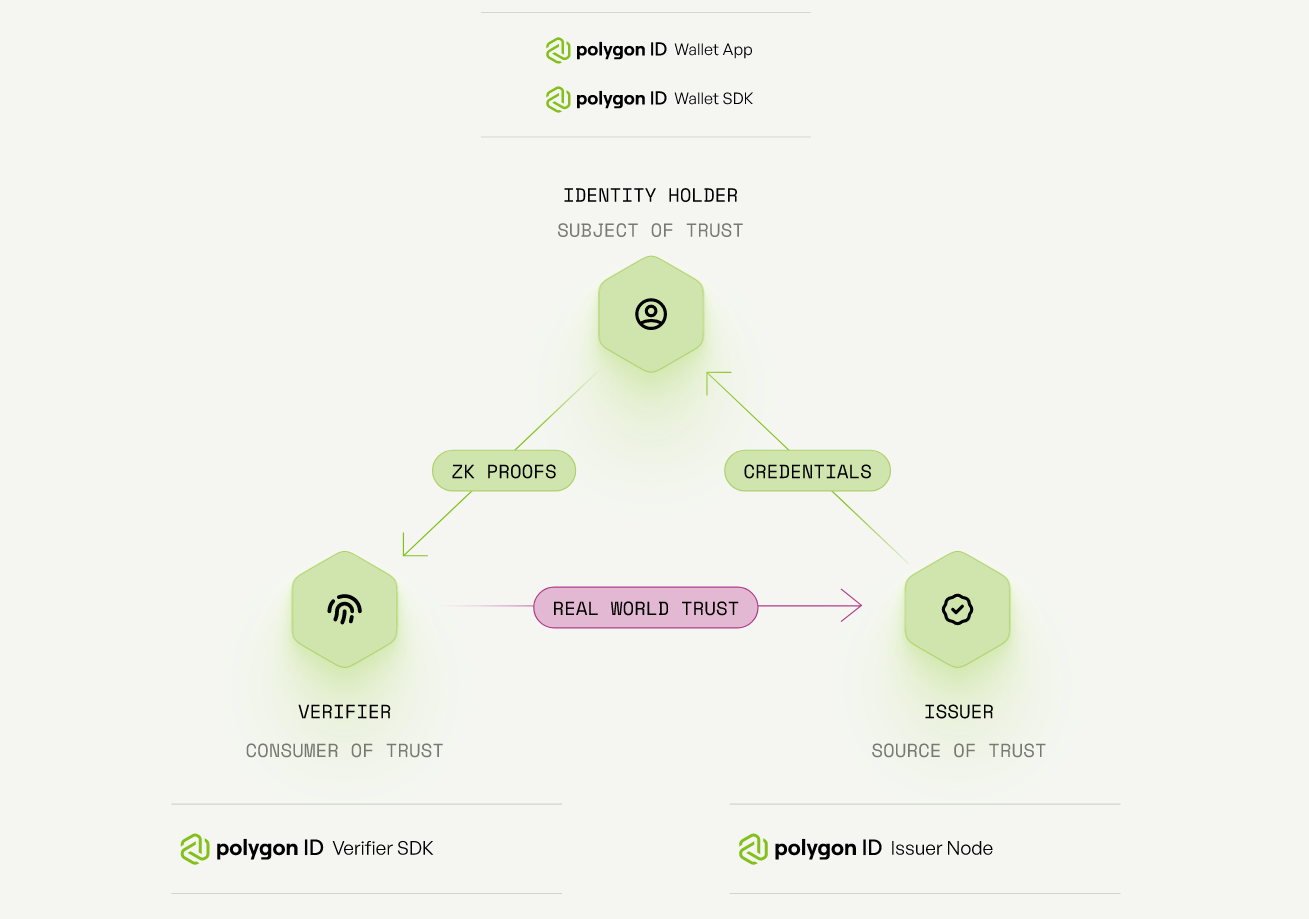 polygon ID Wallet App
polygon ID Wallet SDK
IDENTITY HOLDER
SUBJECT OF TRUST
ZK PROOFS
CREDENTIALS
REAL WORLD TRUST
VERIFIER
CONSUMER OF TRUST
ISSUER
SOURCE OF TRUST
polygon ID Verifier SDK
polygon ID Issuer Node